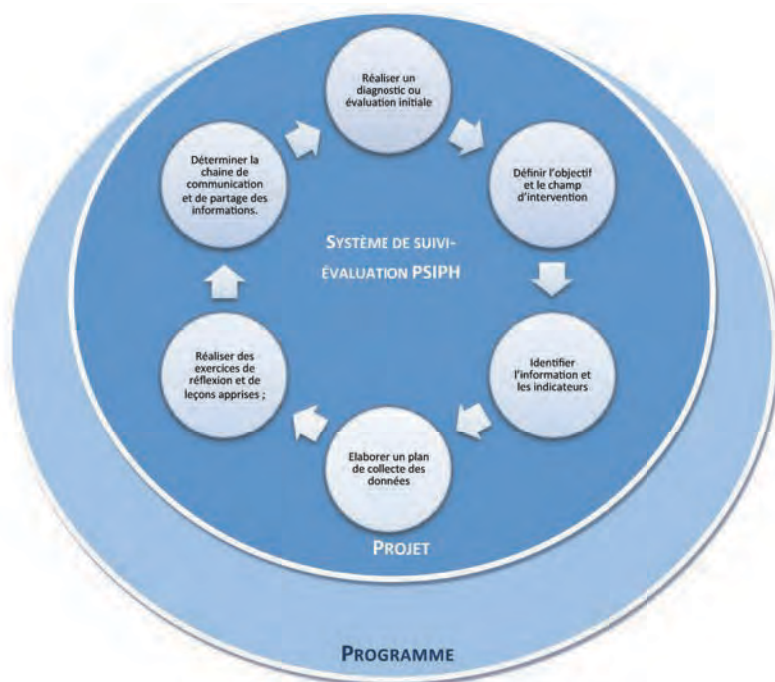 Réaliser un
diagnostic ou
évaluation initiale
Définir l'objectif
et le champ
d'intervention
Identifier
l'information et
les indicateurs
Elaborer un plan
de collecte des
données
Réaliser des
exercices de
réflexion et de
leçons apprises ;
Déterminer la
chaine de
communication
et de partage des
informations.
SYSTÈME DE SUIVI-
ÉVALUATION PSIPH
PROJET
PROGRAMME